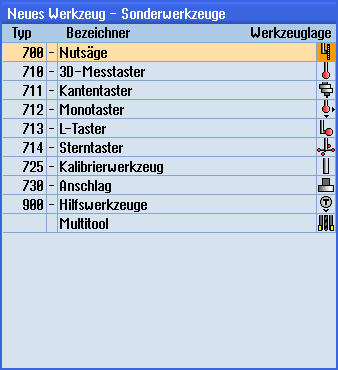 Neues Werkzeug - Sonderwerkzeuge
Typ Bezeichner Werkzeuglage
700 - Nutsäge
710 - 3D-Messtaster
711 - Kantentaster
712 - Monotaster
713 - L-Taster
714 - Sterntaster
725 - Kalibrierwerkzeug
730 - Anschlag
900 - Hilfswerkzeuge
Multitool